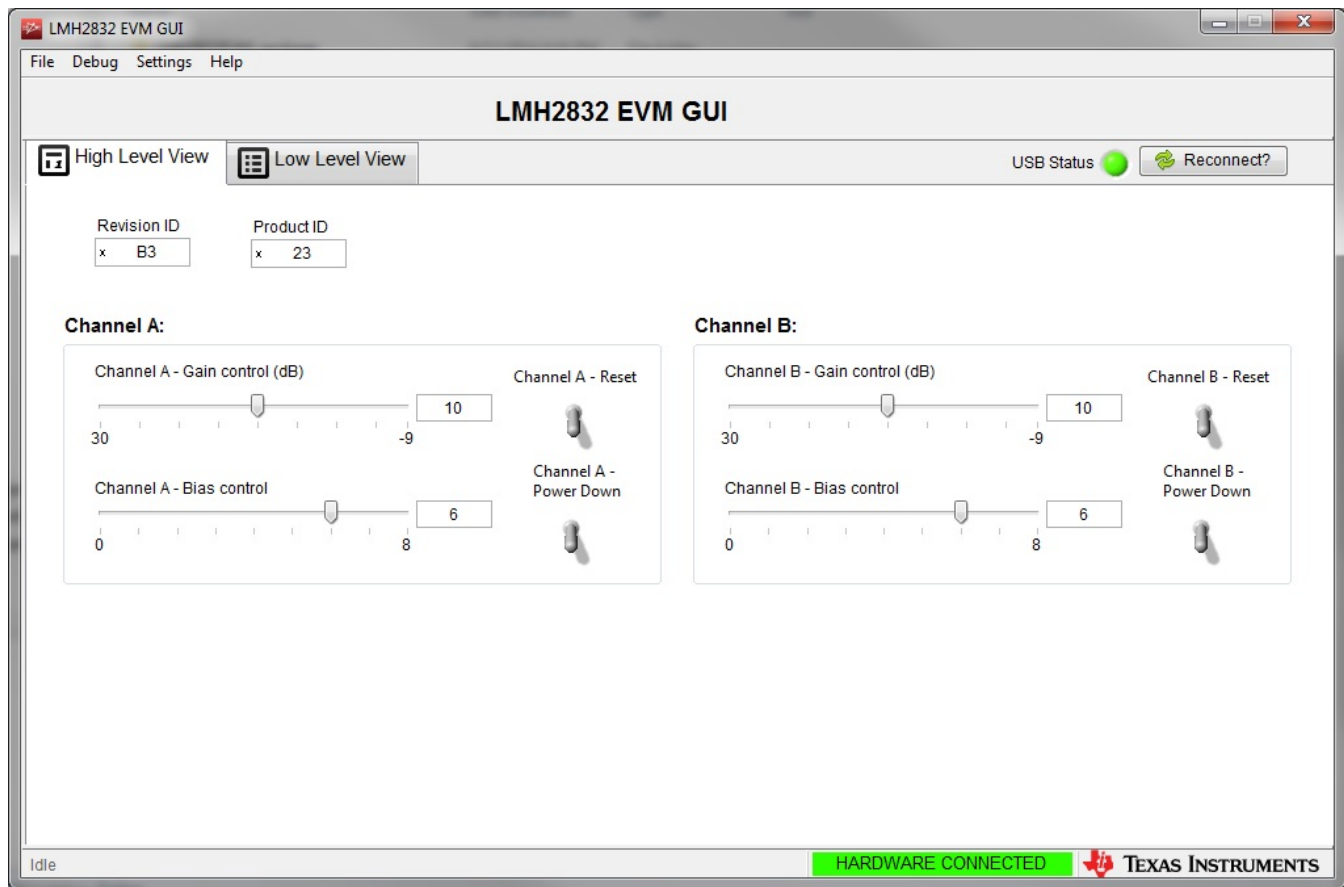 LMH2832 EVM GUI
File Debug Settings Help
LMH2832 EVM GUI
High Level View
Low Level View
USB Status
Reconnect?
Revision ID
Product ID
x B3
x 23
Channel A:
Channel A - Gain control (dB)
10
30
-9
Channel A - Reset
Channel A - Bias control
6
0
8
Channel A -
Power Down
Channel B:
Channel B - Gain control (dB)
10
30
-9
Channel B - Reset
Channel B - Bias control
6
0
8
Channel B -
Power Down
Idle
HARDWARE CONNECTED
TEXAS INSTRUMENTS